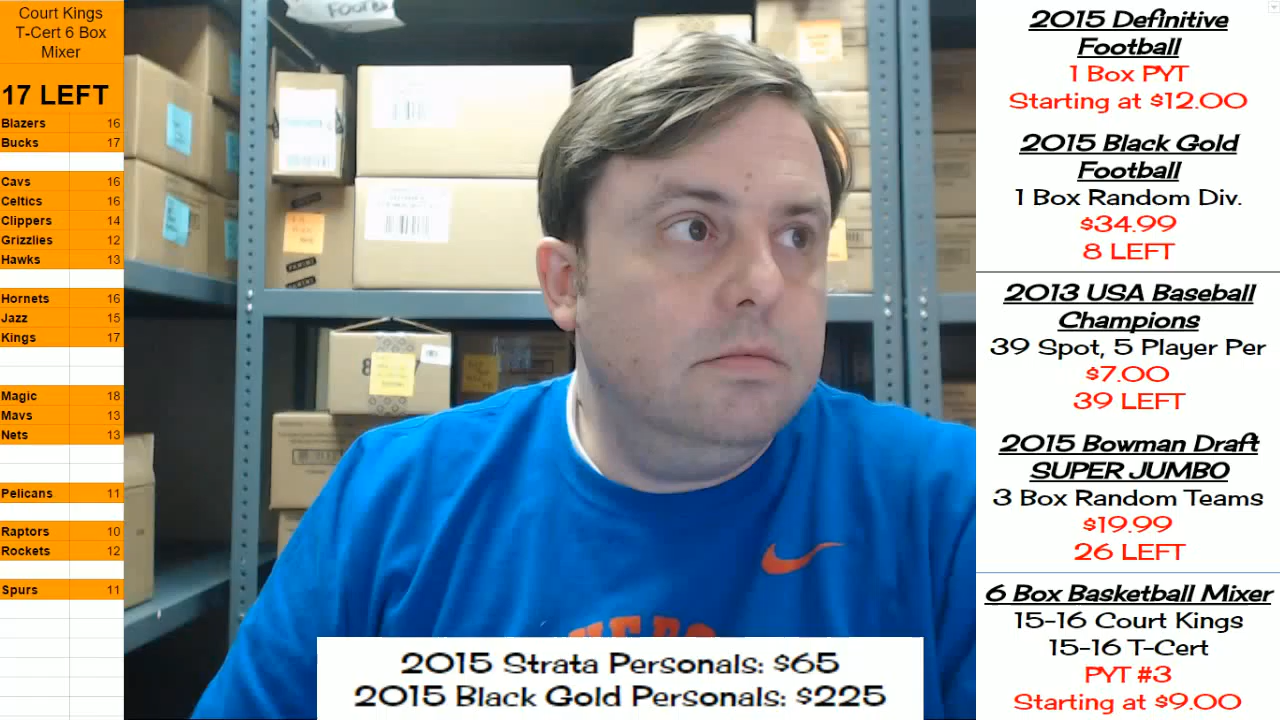 Court Kings
T-Cert 6 Box
Mixer
17 LEFT
Blazers 16
Bucks 17
Cavs 16
Celtics 16
Clippers 14
Grizzlies 12
Hawks 13
Hornets 16
Jazz 15
Kings 17
Magic 18
Mavs 13
Nets 13
Pelicans 11
Raptors 10
Rockets 12
Spurs 11
2015 Strata Personals: $65
2015 Black Gold Personals: $225
2015 Definitive
Football
1 Box PYT
Starting at $12.00
2015 Black Gold
Football
1 Box Random Div.
$34.99
8 LEFT
2013 USA Baseball
Champions
39 Spot, 5 Player Per
$7.00
39 LEFT
2015 Bowman Draft
SUPER JUMBO
3 Box Random Teams
$19.99
26 LEFT
6 Box Basketball Mixer
15-16 Court Kings
15-16 T-Cert
PYT #3
Starting at $9.00